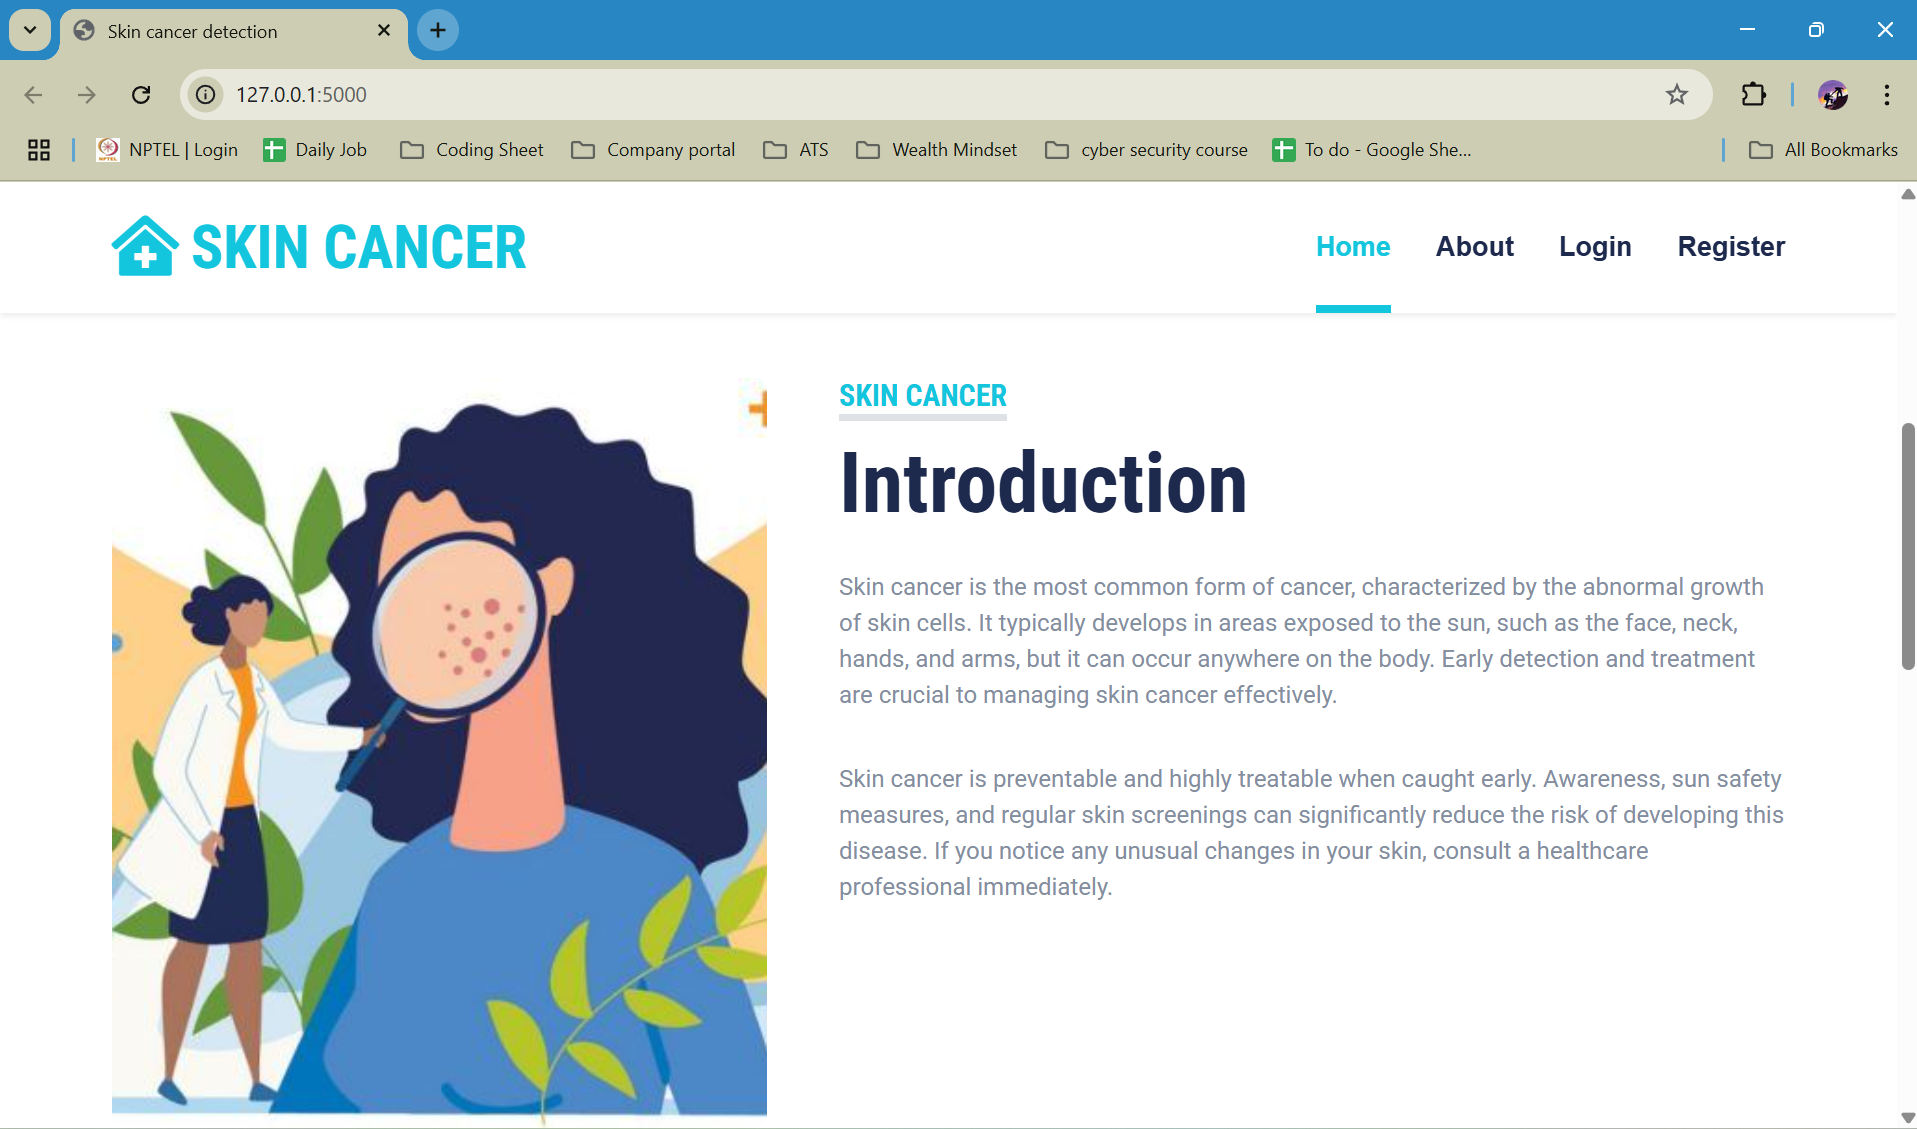 Skin cancer detection
127.0.0.1:5000
NPTEL | Login
Daily Job
Coding Sheet
Company portal
ATS
Wealth Mindset
cyber security course
To do - Google She...
All Bookmarks
SKIN CANCER
Home
About
Login
Register
SKIN CANCER
Introduction
Skin cancer is the most common form of cancer, characterized by the abnormal growth
of skin cells. It typically develops in areas exposed to the sun, such as the face, neck,
hands, and arms, but it can occur anywhere on the body. Early detection and treatment
are crucial to managing skin cancer effectively.
Skin cancer is preventable and highly treatable when caught early. Awareness, sun safety
measures, and regular skin screenings can significantly reduce the risk of developing this
disease. If you notice any unusual changes in your skin, consult a healthcare
professional immediately.